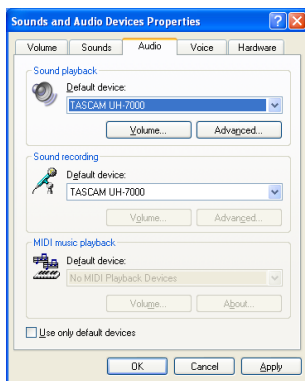 Sounds and Audio Devices Properties
Volume Sounds Audio Voice Hardware
Sound playback
Default device:
TASCAM UH-7000
Volume... Advanced...
Sound recording
Default device:
TASCAM UH-7000
Volume... Advanced...
MIDI music playback
Default device:
No MIDI Playback Devices
Volume... About...
Use only default devices
OK Cancel Apply